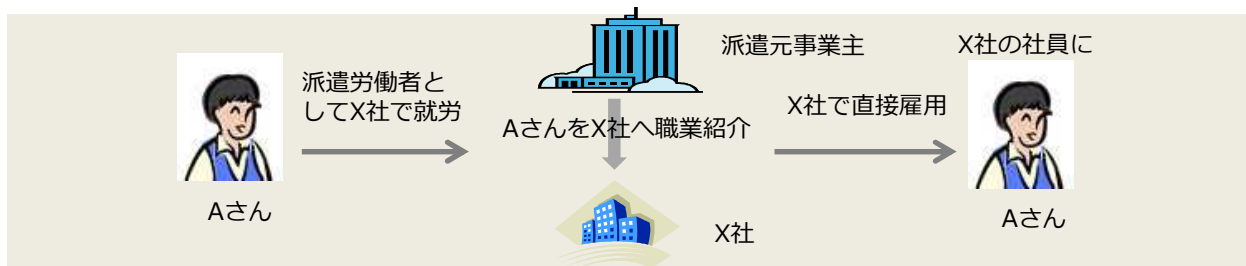 派遣労働者と
してX社で就労
Aさん
派遣元事業主
AさんをX社へ職業紹介
X社
X社で直接雇用
X社の社員に
Aさん